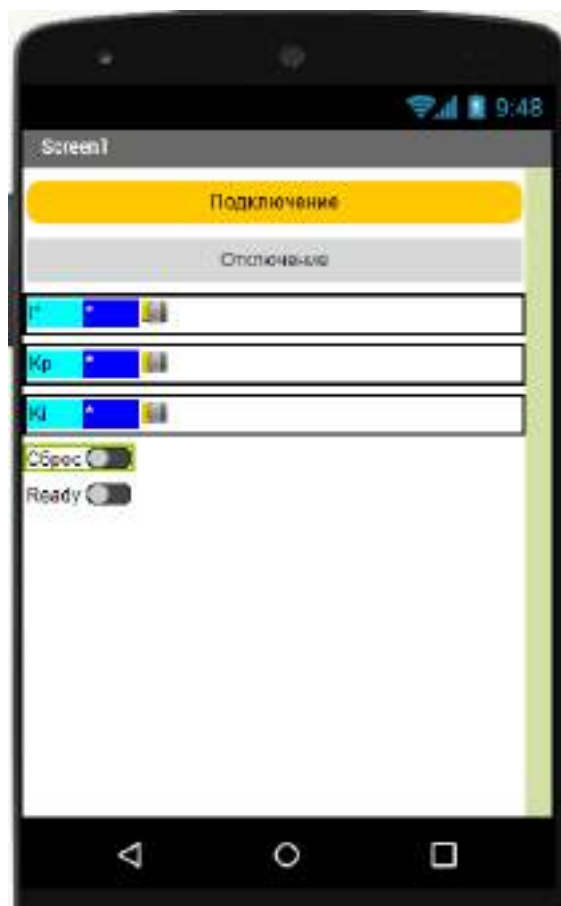 9:48
Screen1
Подключение
Отключение
*
Kp *
Ki *
Сброс
Ready